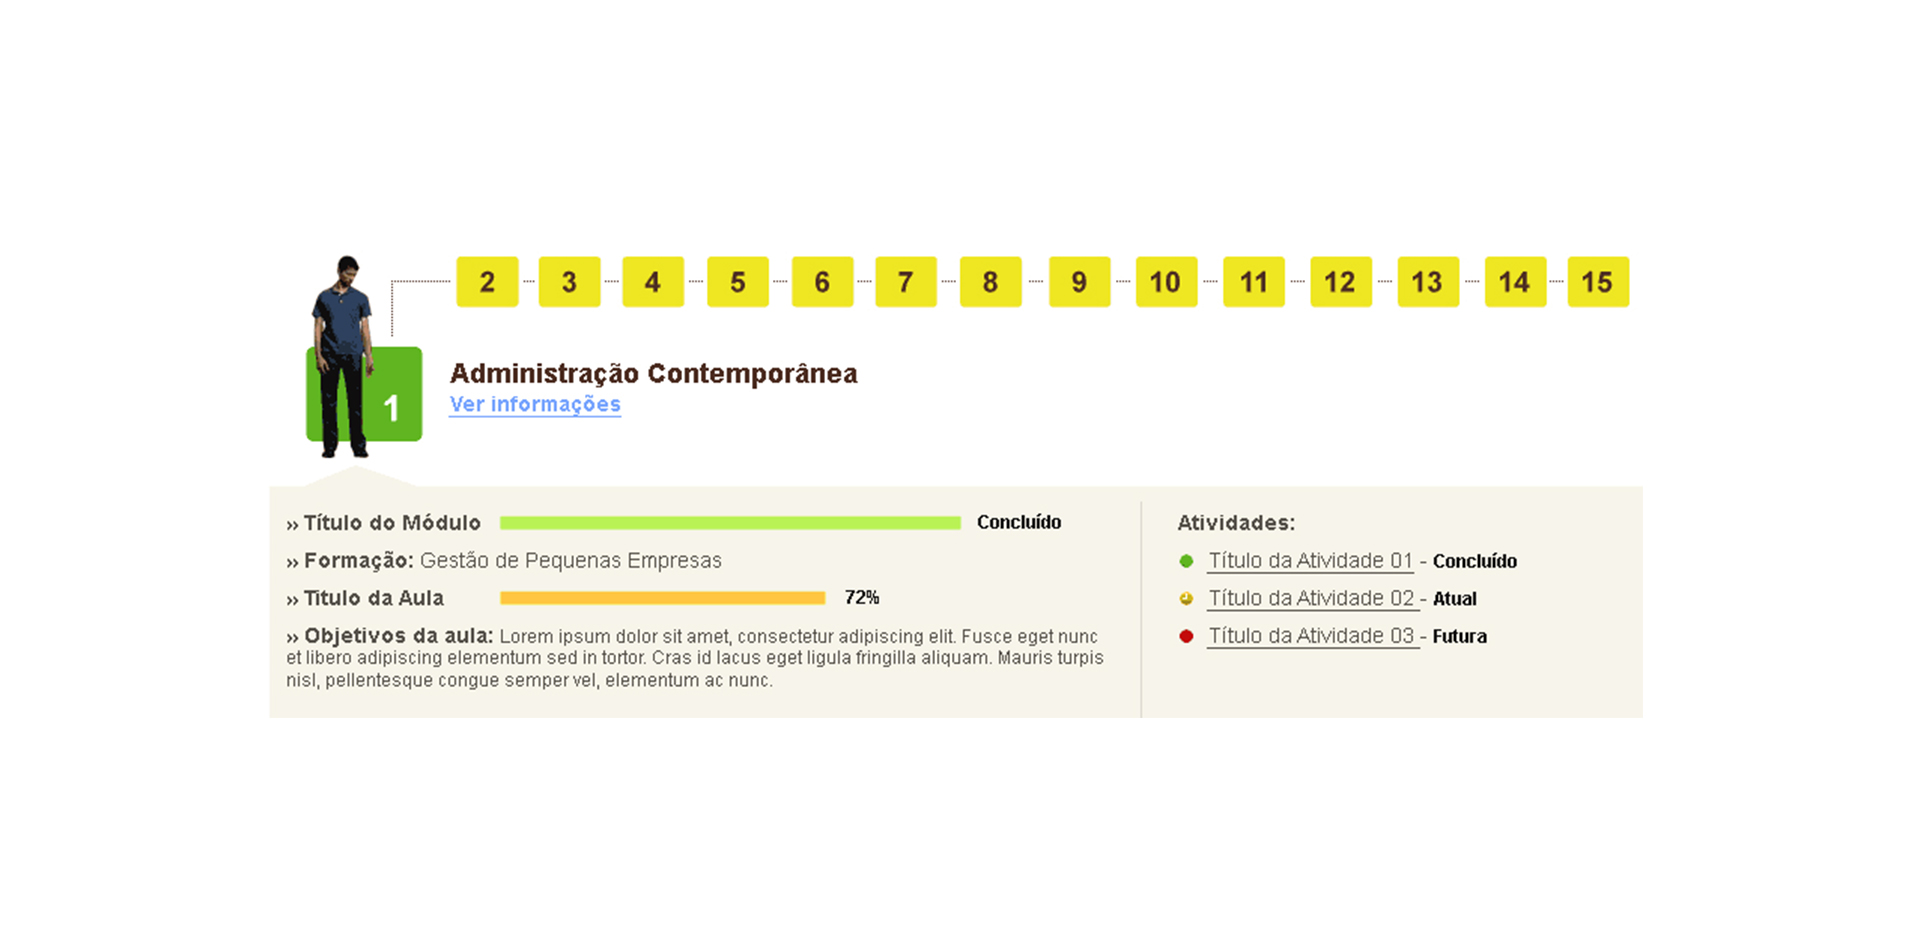 2 3 4 5 6 7 8 9 10 11 12 13 14 15
1
Administração Contemporânea
Ver informações
›› Título do Módulo Concluído
›› Formação: Gestão de Pequenas Empresas
›› Título da Aula 72%
›› Objetivos da aula: Lorem ipsum dolor sit amet, consectetur adipiscing elit. Fusce eget nunc
et libero adipiscing elementum sed in tortor. Cras id lacus eget ligula fringilla aliquam. Mauris turpis
nisl, pellentesque congue semper vel, elementum ac nunc.
Atividades:
Título da Atividade 01 - Concluído
Título da Atividade 02 - Atual
Título da Atividade 03 - Futura